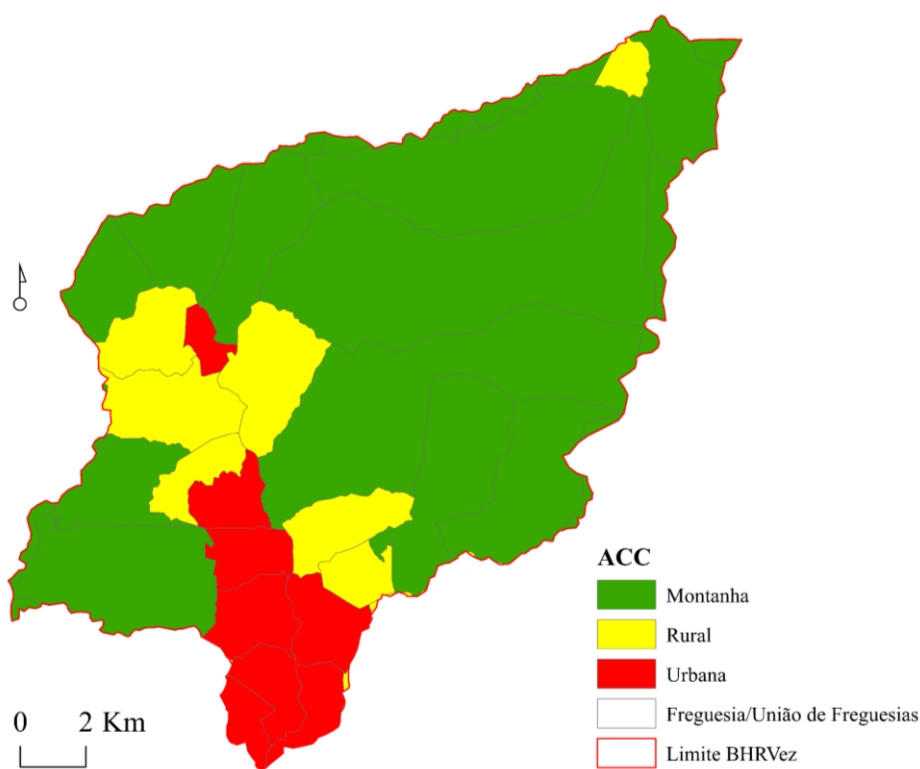 ACC
Montanha
Rural
Urbana
Freguesia/União de Freguesias
Limite BHRVez
0 2 Km